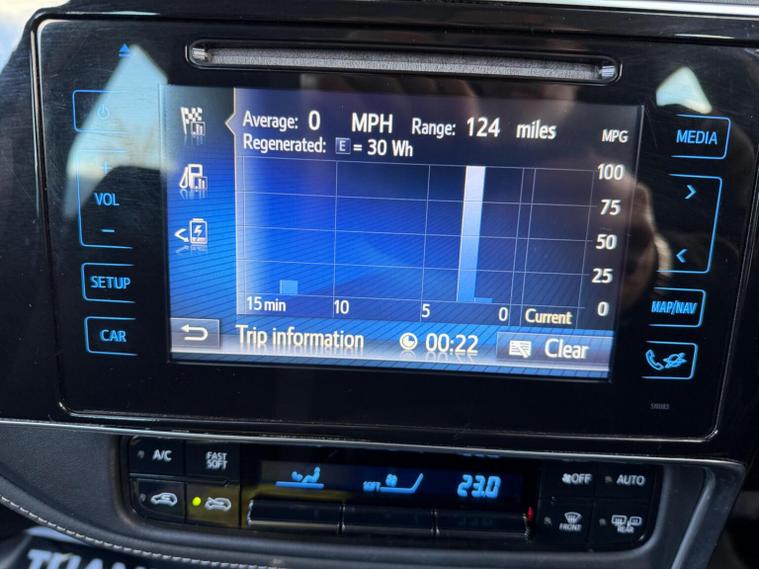 Average: 0 MPH Range: 124 miles
Regenerated: E = 30 Wh
MPG
100
75
50
25
0
15 min 10 5 0 Current
Trip information 00:22 Clear
VOL
SETUP
CAR
MEDIA
MAP/NAV
A/C
FAST
SOFT
SOFT
23.0
OFF
AUTO
FRONT
REAR